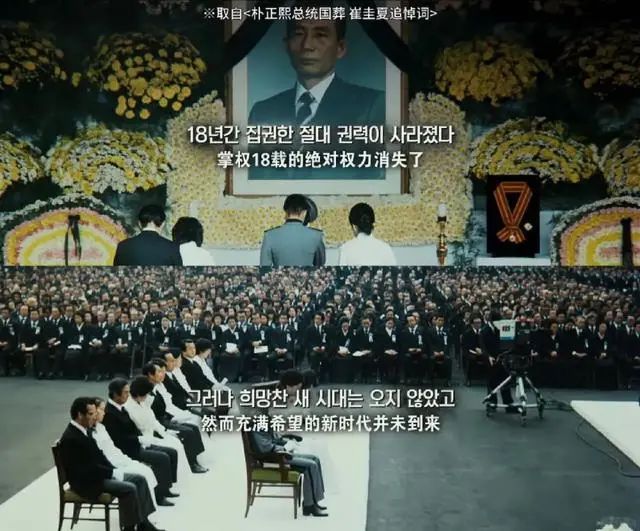 ※取自<朴正熙总统国葬 崔圭夏追悼词>
18년간 집권한 절대 권력이 사라졌다
掌权18载的绝对权力消失了
그러나 희망찬 새 시대는 오지 않았고
然而充满希望的新时代并未到来